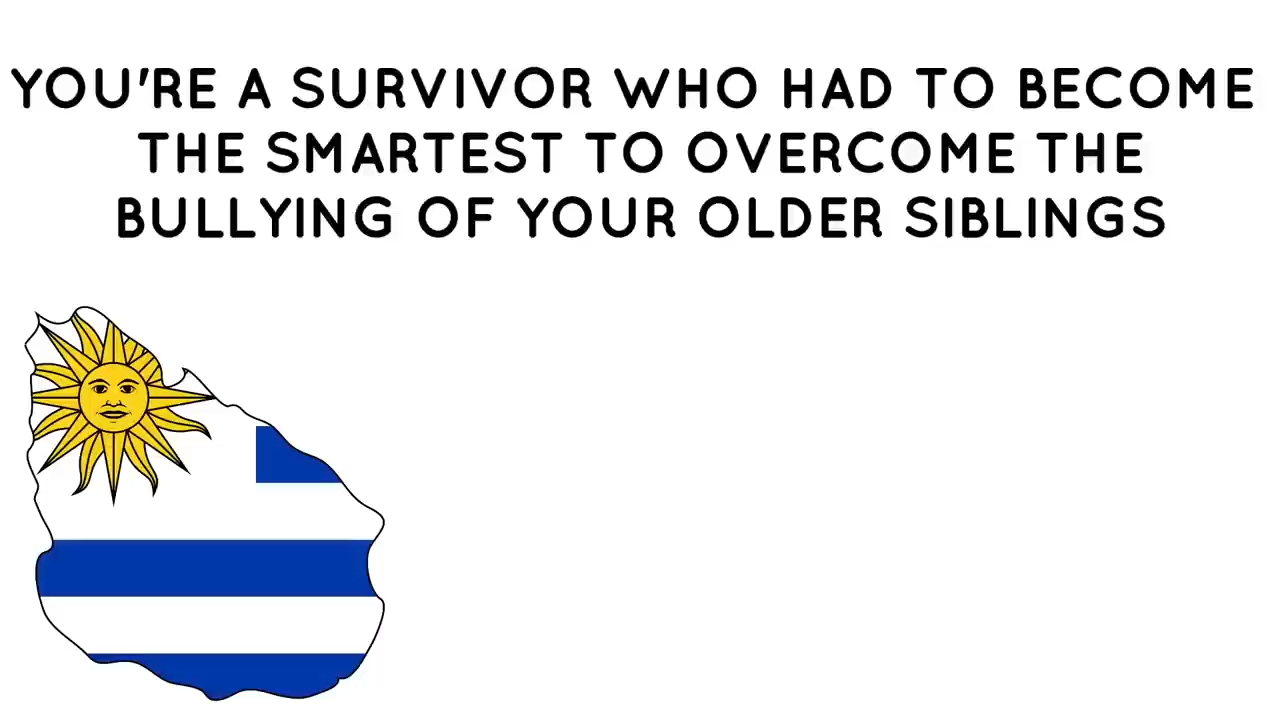 YOU'RE A SURVIVOR WHO HAD TO BECOME
THE SMARTEST TO OVERCOME THE
BULLYING OF YOUR OLDER SIBLINGS